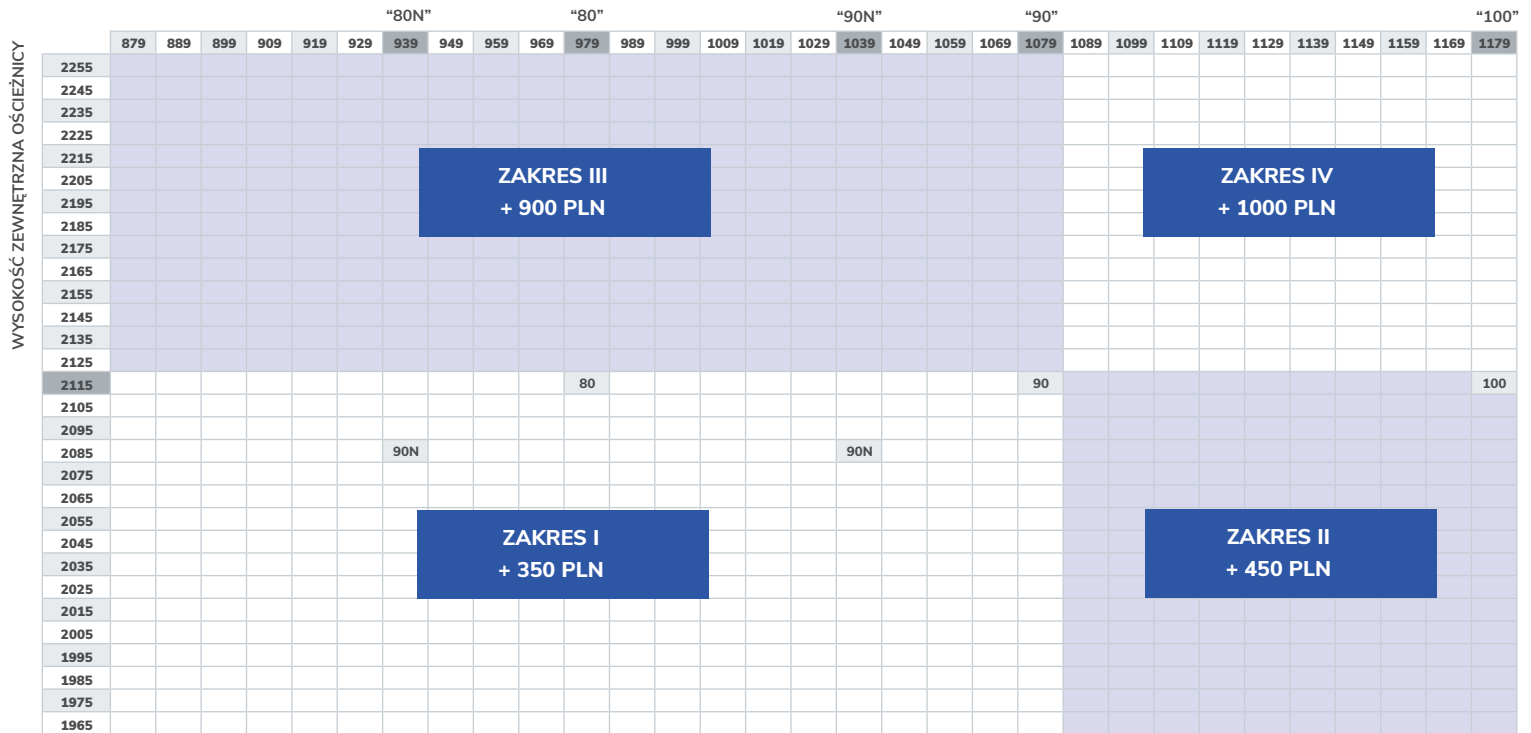 “80N” “80” “90N” “90” “100”
879 889 899 909 919 929 939 949 959 969 979 989 999 1009 1019 1029 1039 1049 1059 1069 1079 1089 1099 1109 1119 1129 1139 1149 1159 1169 1179
WYSOKOŚĆ ZEWNĘTRZNA OŚCIEŻNICY
2255
2245
2235
2225
2215
2205
2195
2185
2175
2165
2155
2145
2135
2125
2115 80 90 100
2105
2095
2085 90N 90N
2075
2065
2055
2045
2035
2025
2015
2005
1995
1985
1975
1965
ZAKRES III
+ 900 PLN
ZAKRES IV
+ 1000 PLN
ZAKRES I
+ 350 PLN
ZAKRES II
+ 450 PLN